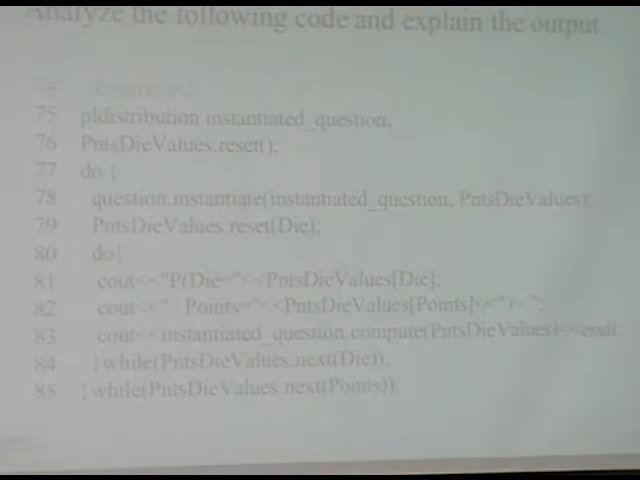 Analyze the following code and explain the output
74
75 pldistribution instantiated_question;
76 PntsDieValues.reset();
77 do {
78 question.instantiate(instantiated_question, PntsDieValues);
79 PntsDieValues.reset(Die);
80 do{
81 cout<<"P(Die="<<PntsDieValues[Die];
82 cout<<" Points="<<PntsDieValues[Points]<<")=";
83 cout<<instantiated_question.compute(PntsDieValues)<<endl;
84 }while(PntsDieValues.next(Die));
85 }while(PntsDieValues.next(Points));